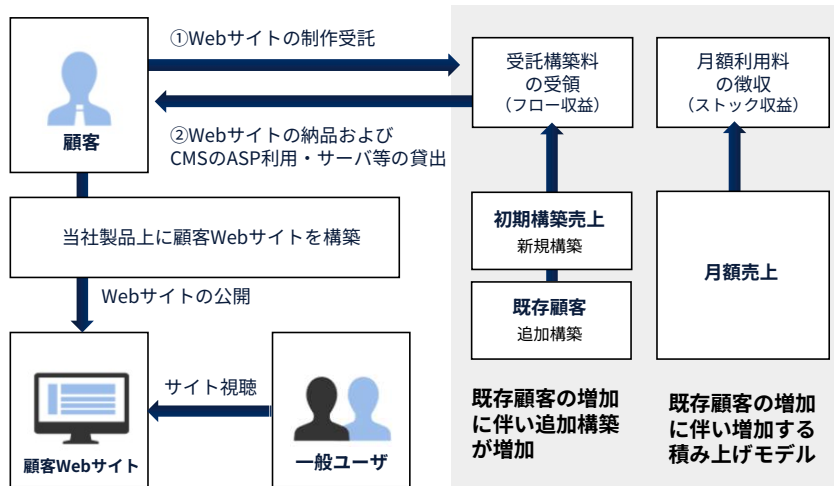 ①Webサイトの制作受託
顧客
②Webサイトの納品および
CMSのASP利用・サーバ等の貸出
当社製品上に顧客Webサイトを構築
Webサイトの公開
サイト視聴
顧客Webサイト
一般ユーザ
受託構築料
の受領
（フロー収益）
初期構築売上
新規構築
既存顧客
追加構築
既存顧客の増加
に伴い追加構築
が増加
月額利用料
の徴収
（ストック収益）
月額売上
既存顧客の増加
に伴い増加する
積み上げモデル